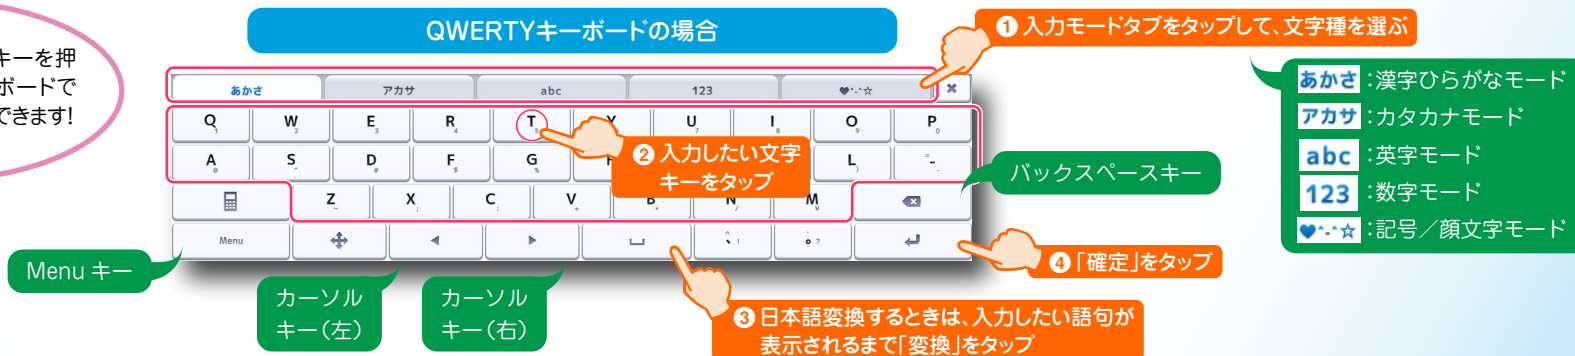 QWERTYキーボードの場合
キーを押
ボードで
できます!
❶入力モードタブをタップして、文字種を選ぶ
あかさ アカサ abc 123 ♥^-^☆ ×
Q1 W2 E3 R4 T5 Y U7 I8 O9 P0
A@ S* D# F$ G% L) ="-
❷入力したい文字
キーをタップ
Z~ X; C: V+ B* N/ M¥
Menu 、! 。?
バックスペースキー
あかさ:漢字ひらがなモード
アカサ:カタカナモード
abc:英字モード
123:数字モード
♥^-^☆:記号/顔文字モード
Menu キー
カーソル
キー(左)
カーソル
キー(右)
❸日本語変換するときは、入力したい語句が
表示されるまで「変換」をタップ
❹「確定」をタップ